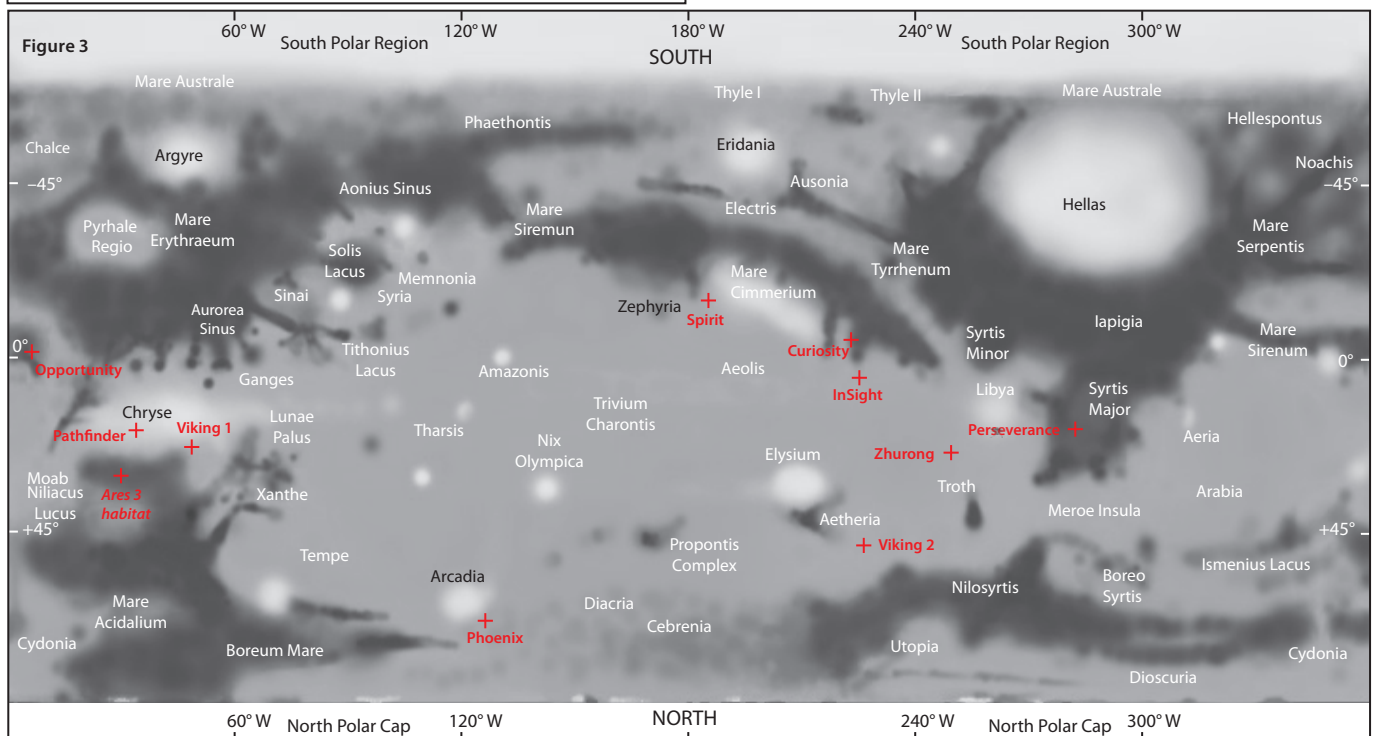 60° W
120° W
180° W
240° W
300° W
Figure 3
South Polar Region
South Polar Region
SOUTH
Mare Australe
Thyle I
Thyle II
Mare Australe
Phaethontis
Hellespontus
Chalce
Argyre
Eridania
Noachis
–45°
Aonius Sinus
Ausonia
–45°
Pyrhale
Regio
Mare
Erythraeum
Mare
Siremun
Electris
Hellas
Mare
Serpentis
Solis
Lacus
Mare
Tyrrhenum
Memnonia
Sinai
Syria
Mare
Cimmerium
Zephyria
Spirit
Aurorea
Sinus
Iapigia
Syrtis
Minor
Mare
Sirenum
0°
Opportunity
Tithonius
Lacus
Curiosity
0°
Ganges
Amazonis
Aeolis
InSight
Libya
Syrtis
Major
Chryse
Lunae
Palus
Trivium
Charontis
Pathfinder
Viking 1
Tharsis
Perseverance
Aeria
Nix
Olympica
Elysium
Zhurong
Moab
Niliacus
Lucus
Ares 3
habitat
Xanthe
Troth
Arabia
Meroe Insula
+45°
Aetheria
+45°
Tempe
Propontis
Complex
Viking 2
Ismenius Lacus
Arcadia
Nilosyrtis
Boreo
Syrtis
Mare
Acidalium
Diacria
Phoenix
Cebrenia
Cydonia
Boreum Mare
Utopia
Cydonia
Dioscuria
60° W
North Polar Cap
120° W
NORTH
240° W
North Polar Cap
300° W